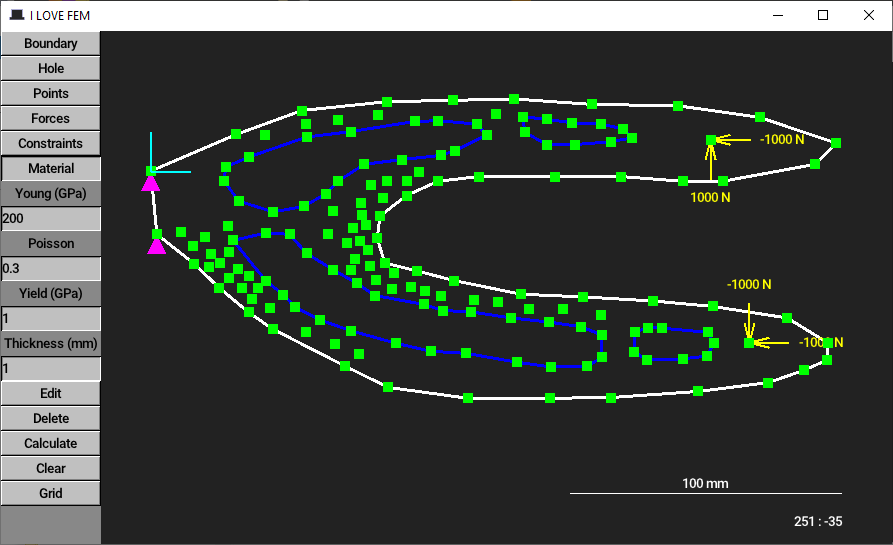 I LOVE FEM
Boundary
Hole
Points
Forces
Constraints
Material
Young (GPa)
200
Poisson
0.3
Yield (GPa)
1
Thickness (mm)
1
Edit
Delete
Calculate
Clear
Grid
-1000 N
1000 N
-1000 N
-1000 N
100 mm
251 : -35